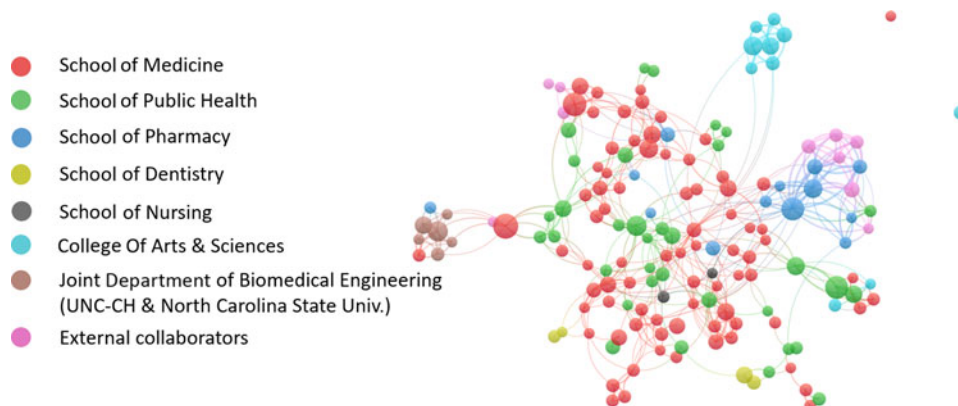 School of Medicine
School of Public Health
School of Pharmacy
School of Dentistry
School of Nursing
College Of Arts & Sciences
Joint Department of Biomedical Engineering
(UNC-CH & North Carolina State Univ.)
External collaborators